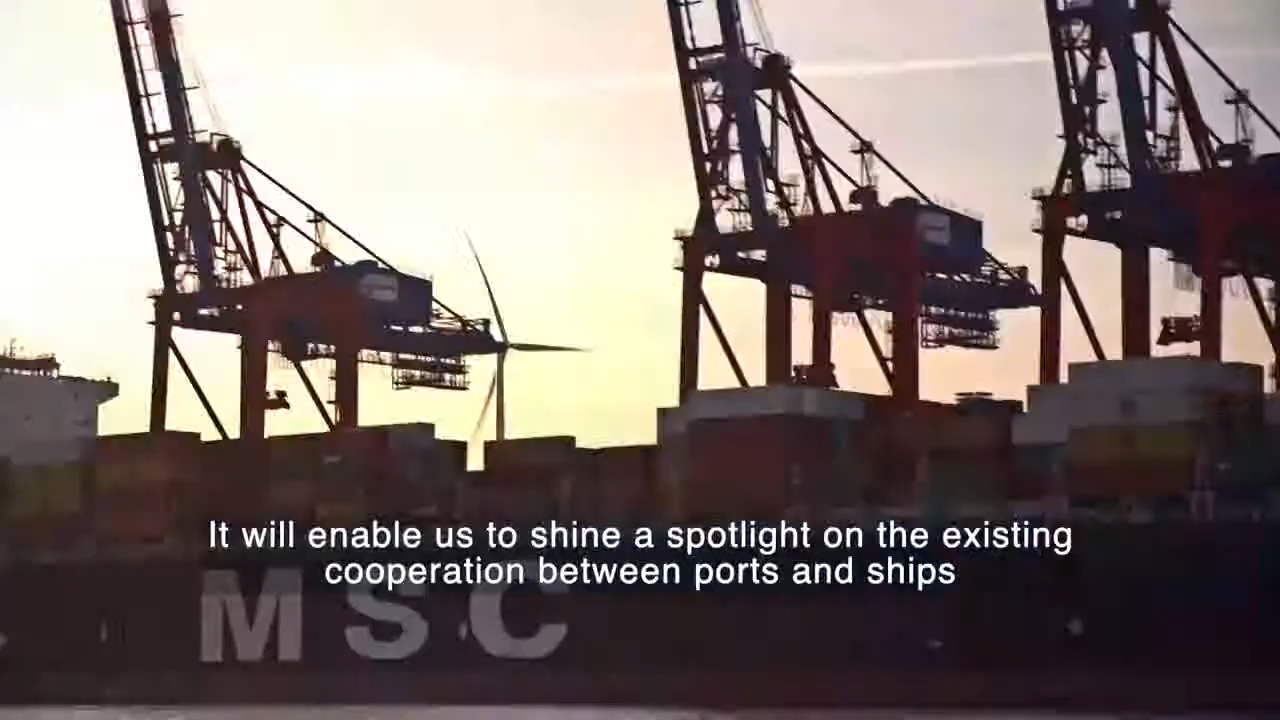 It will enable us to shine a spotlight on the existing
cooperation between ports and ships
MSC